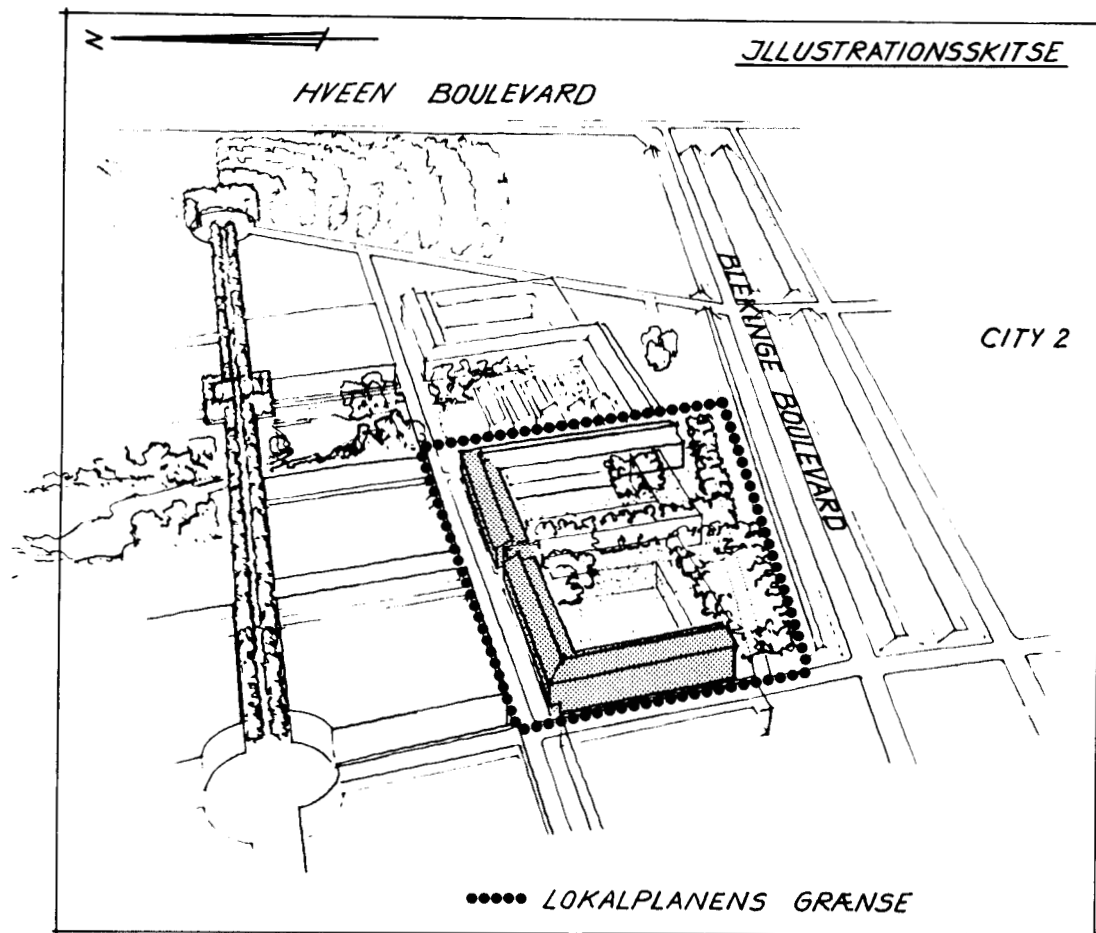 N
JLLUSTRATIONSSKITSE
HVEEN BOULEVARD
BLEKINGE BOULEVARD
CITY 2
LOKALPLANENS GRÆNSE